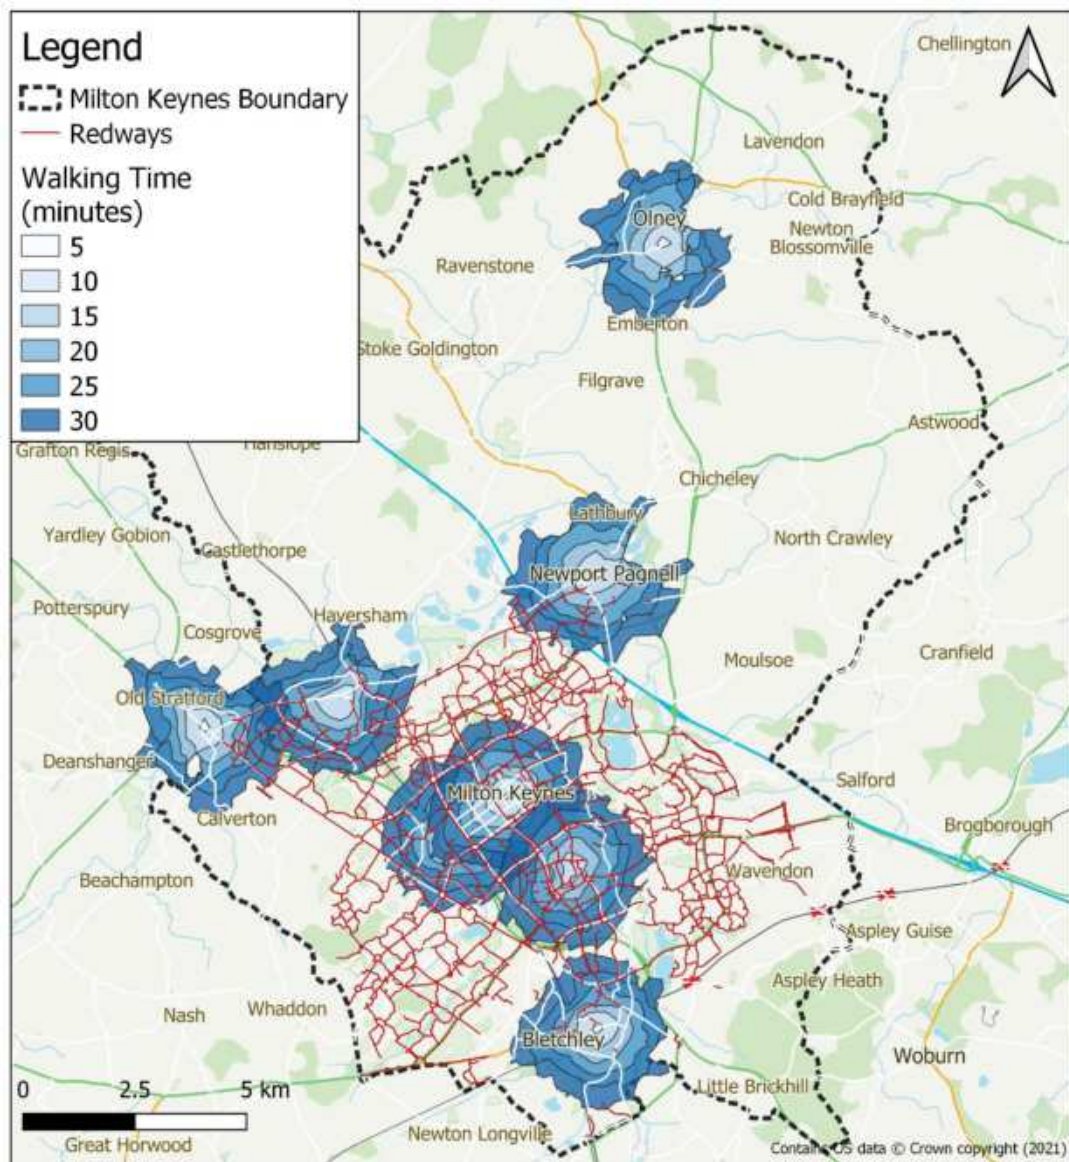 Legend
Milton Keynes Boundary
Redways
Walking Time
(minutes)
5
10
15
20
25
30
Chellington
Lavendon
Cold Brayfield
Olney
Newton
Blossomville
Ravenstone
Emberton
Stoke Goldington
Filgrave
Astwood
Hanslope
Grafton Regis
Chicheley
Lathbury
Yardley Gobion
North Crawley
Castlethorpe
Newport Pagnell
Potterspury
Haversham
Cosgrove
Cranfield
Moulsoe
Old Stratford
Deanshanger
Salford
Milton Keynes
Calverton
Brogborough
Beachampton
Wavendon
Aspley Guise
Aspley Heath
Whaddon
Nash
Bletchley
Woburn
0 2.5 5 km
Little Brickhill
Newton Longville
Great Horwood
Contains OS data © Crown copyright (2021)